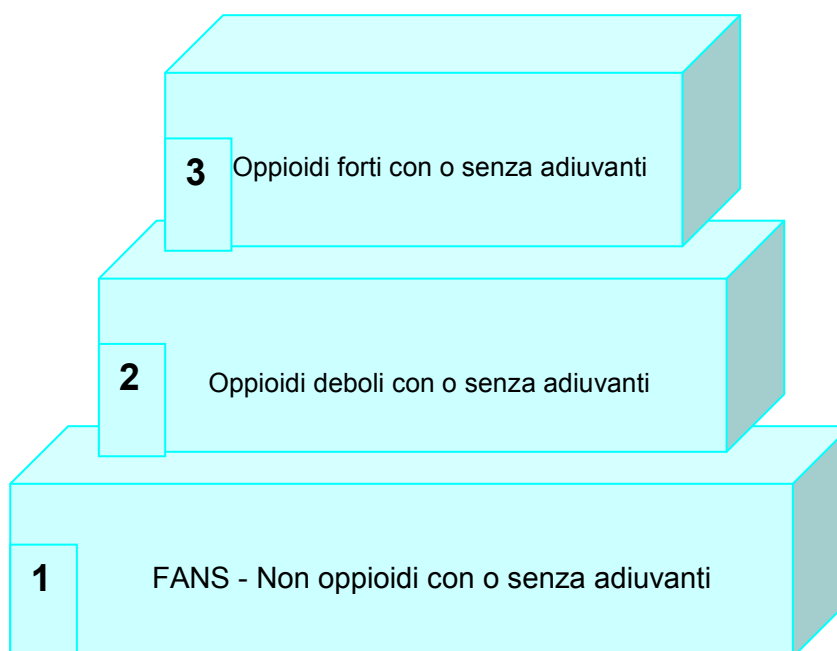 3 Oppioidi forti con o senza adiuvanti
2 Oppioidi deboli con o senza adiuvanti
1 FANS - Non oppioidi con o senza adiuvanti